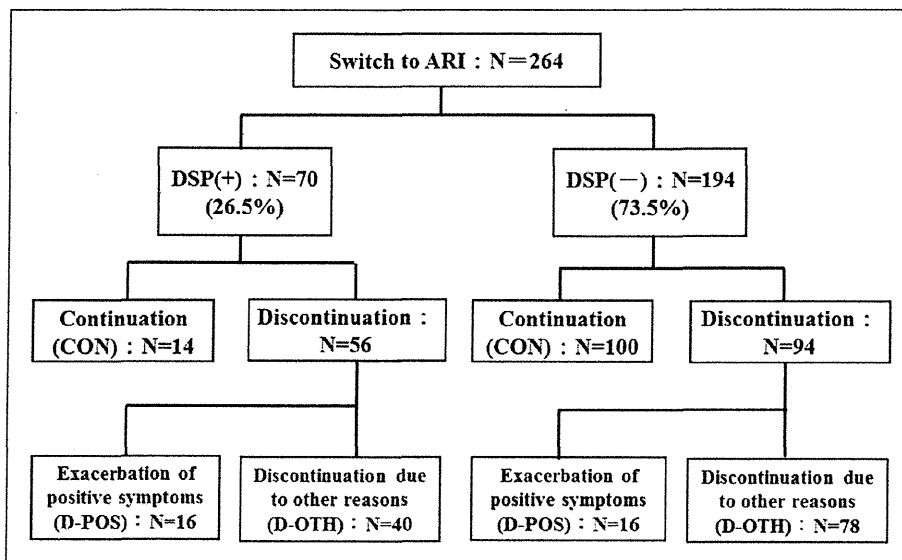 Switch to ARI : N=264
DSP(+) : N=70
(26.5%)
DSP(－) : N=194
(73.5%)
Continuation
(CON) : N=14
Discontinuation :
N=56
Continuation
(CON) : N=100
Discontinuation :
N=94
Exacerbation of
positive symptoms
(D-POS) : N=16
Discontinuation due
to other reasons
(D-OTH) : N=40
Exacerbation of
positive symptoms
(D-POS) : N=16
Discontinuation due
to other reasons
(D-OTH) : N=78